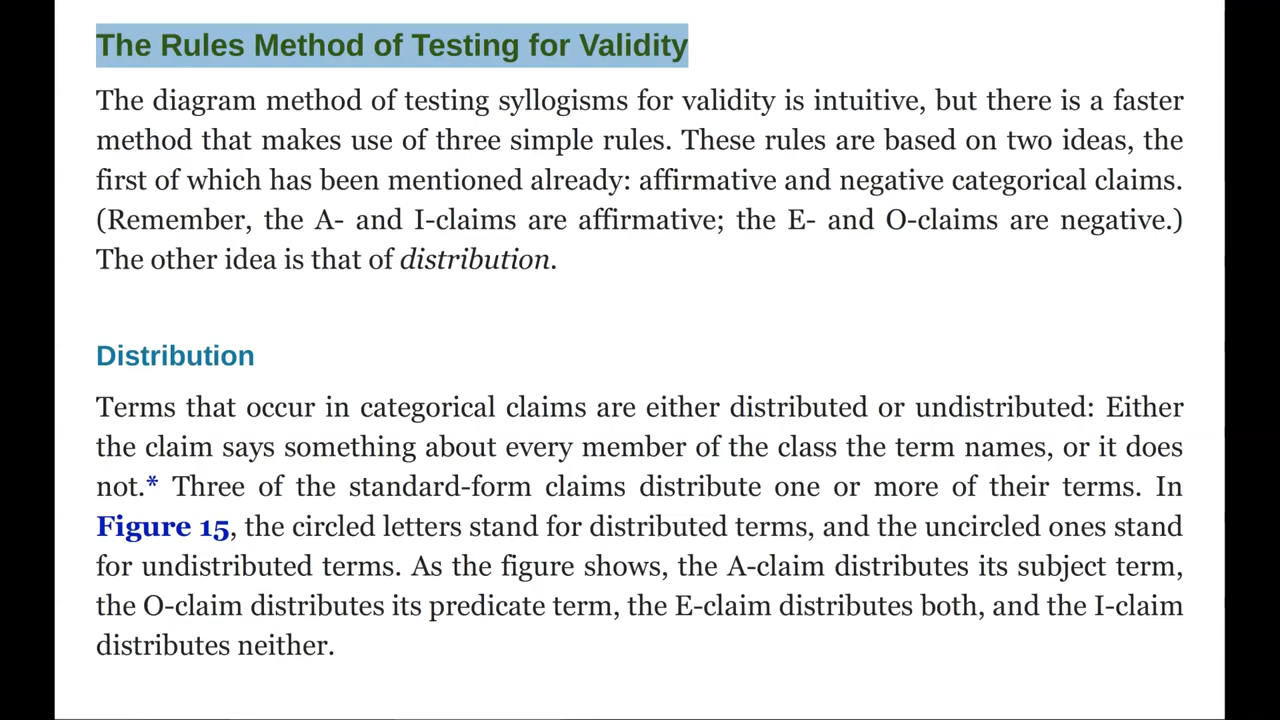 The Rules Method of Testing for Validity
The diagram method of testing syllogisms for validity is intuitive, but there is a faster
method that makes use of three simple rules. These rules are based on two ideas, the
first of which has been mentioned already: affirmative and negative categorical claims.
(Remember, the A- and I-claims are affirmative; the E- and O-claims are negative.)
The other idea is that of distribution.
Distribution
Terms that occur in categorical claims are either distributed or undistributed: Either
the claim says something about every member of the class the term names, or it does
not.* Three of the standard-form claims distribute one or more of their terms. In
Figure 15, the circled letters stand for distributed terms, and the uncircled ones stand
for undistributed terms. As the figure shows, the A-claim distributes its subject term,
the O-claim distributes its predicate term, the E-claim distributes both, and the I-claim
distributes neither.